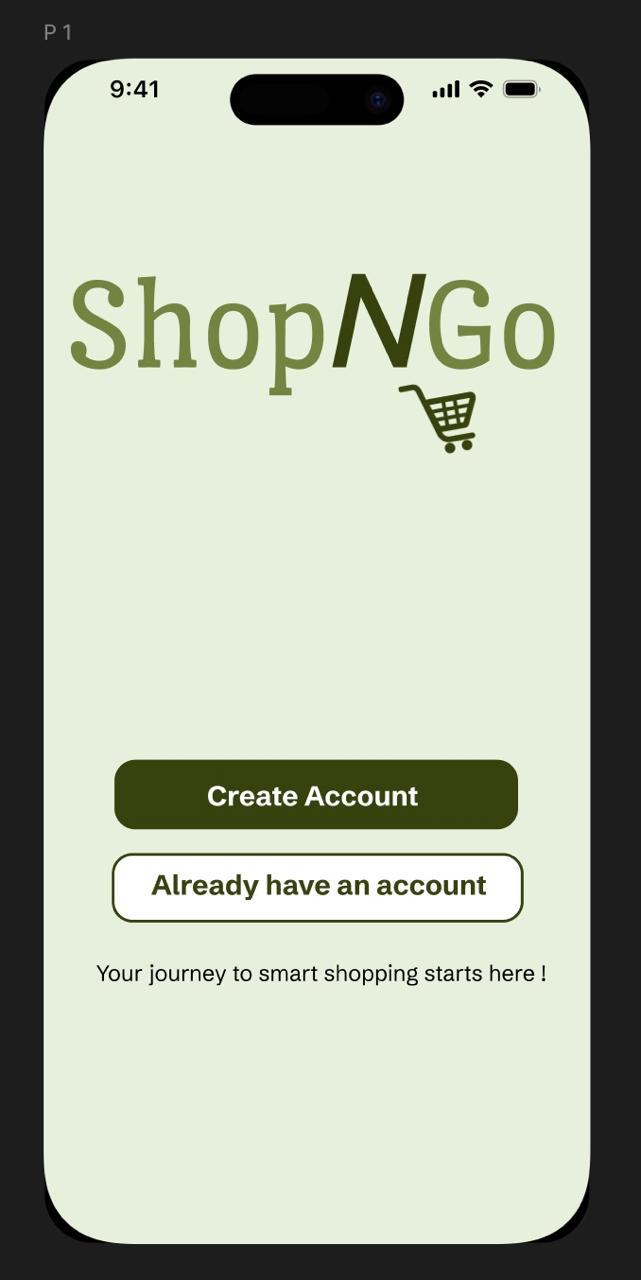 P 1
9:41
ShopNGo
Create Account
Already have an account
Your journey to smart shopping starts here !